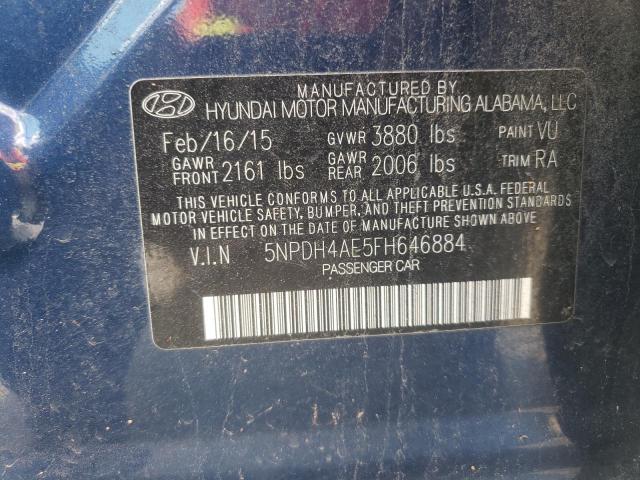 MANUFACTURED BY
HYUNDAI MOTOR MANUFACTURING ALABAMA, LLC
Feb/16/15 GVWR 3880 lbs PAINT VU
GAWR FRONT 2161 lbs GAWR REAR 2006 lbs TRIM RA
THIS VEHICLE CONFORMS TO ALL APPLICABLE U.S.A. FEDERAL
MOTOR VEHICLE SAFETY, BUMPER, AND THEFT PREVENTION STANDARDS
IN EFFECT ON THE DATE OF MANUFACTURE SHOWN ABOVE
V.I.N 5NPDH4AE5FH646884
PASSENGER CAR